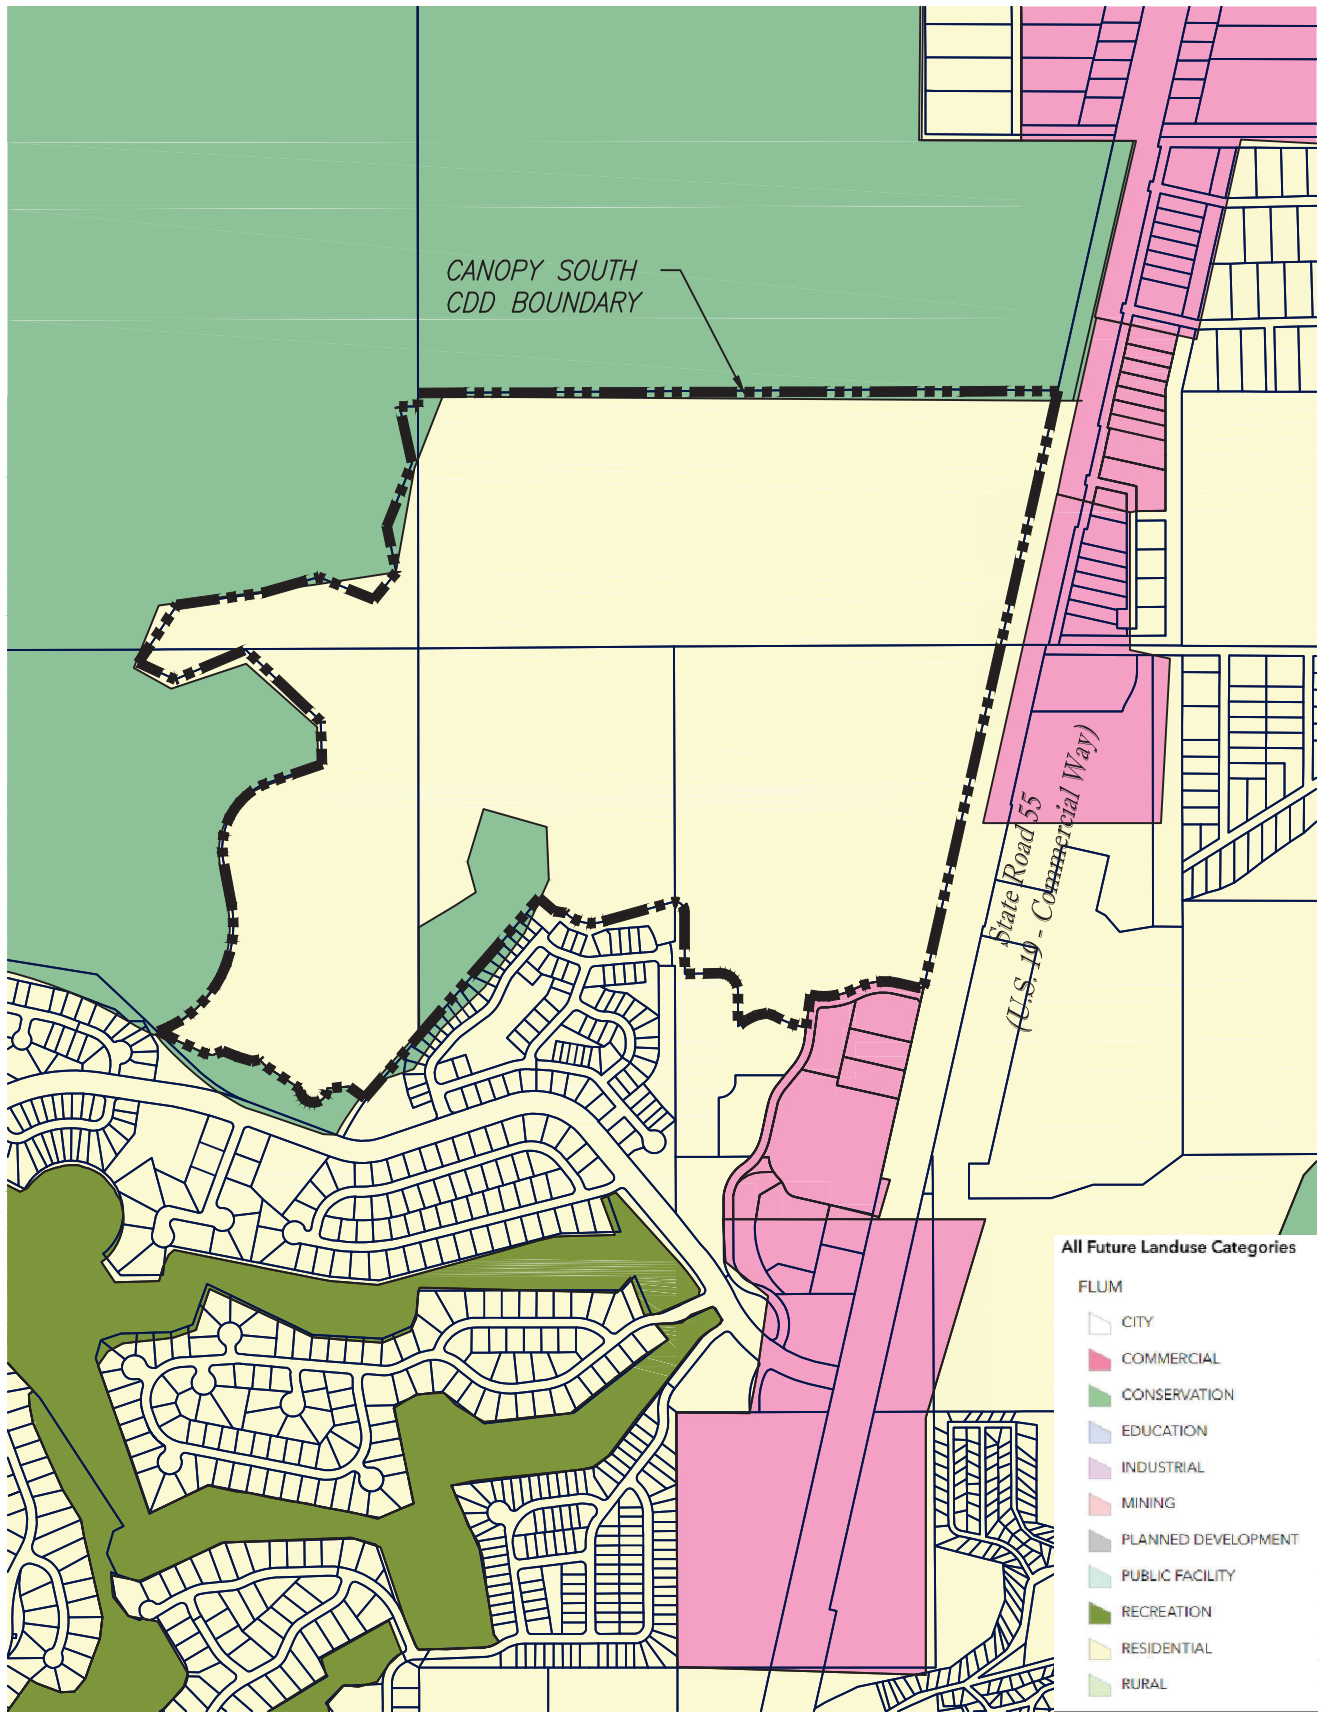 CANOPY SOUTH
CDD BOUNDARY
State Road 55
(U.S. 19 - Commercial Way)
All Future Landuse Categories
FLUM
CITY
COMMERCIAL
CONSERVATION
EDUCATION
INDUSTRIAL
MINING
PLANNED DEVELOPMENT
PUBLIC FACILITY
RECREATION
RESIDENTIAL
RURAL